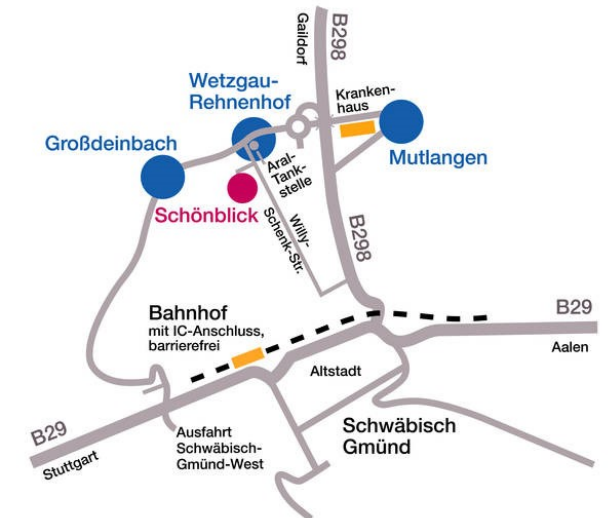 B298
Gaildorf
Wetzgau-
Rehnenhof
Kranken-
haus
Großdeinbach
Mutlangen
Aral-
Tank-
stelle
Schönblick
Willy-
Schenk-Str.
B298
Bahnhof
mit IC-Anschluss,
barrierefrei
B29
Aalen
Altstadt
Schwäbisch
Gmünd
B29
Stuttgart
Ausfahrt
Schwäbisch-
Gmünd-West